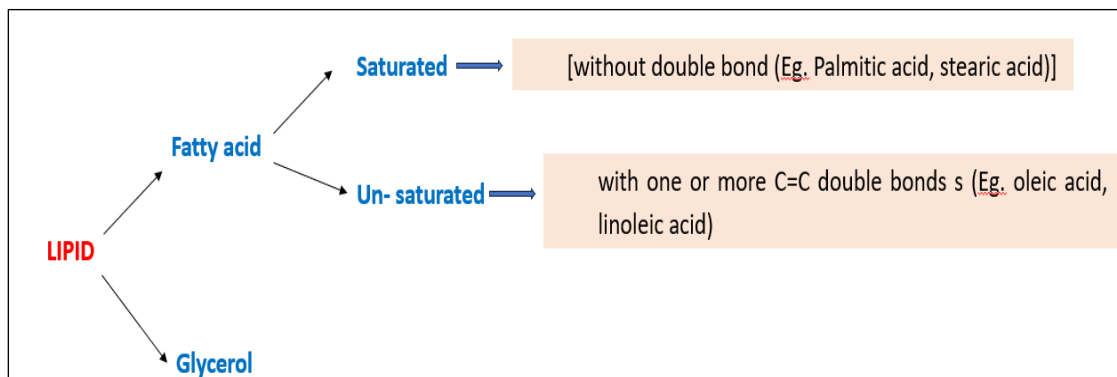 Saturated
[without double bond (Eg. Palmitic acid, stearic acid)]
Fatty acid
Un- saturated
with one or more C=C double bonds s (Eg. oleic acid,
linoleic acid)
LIPID
Glycerol